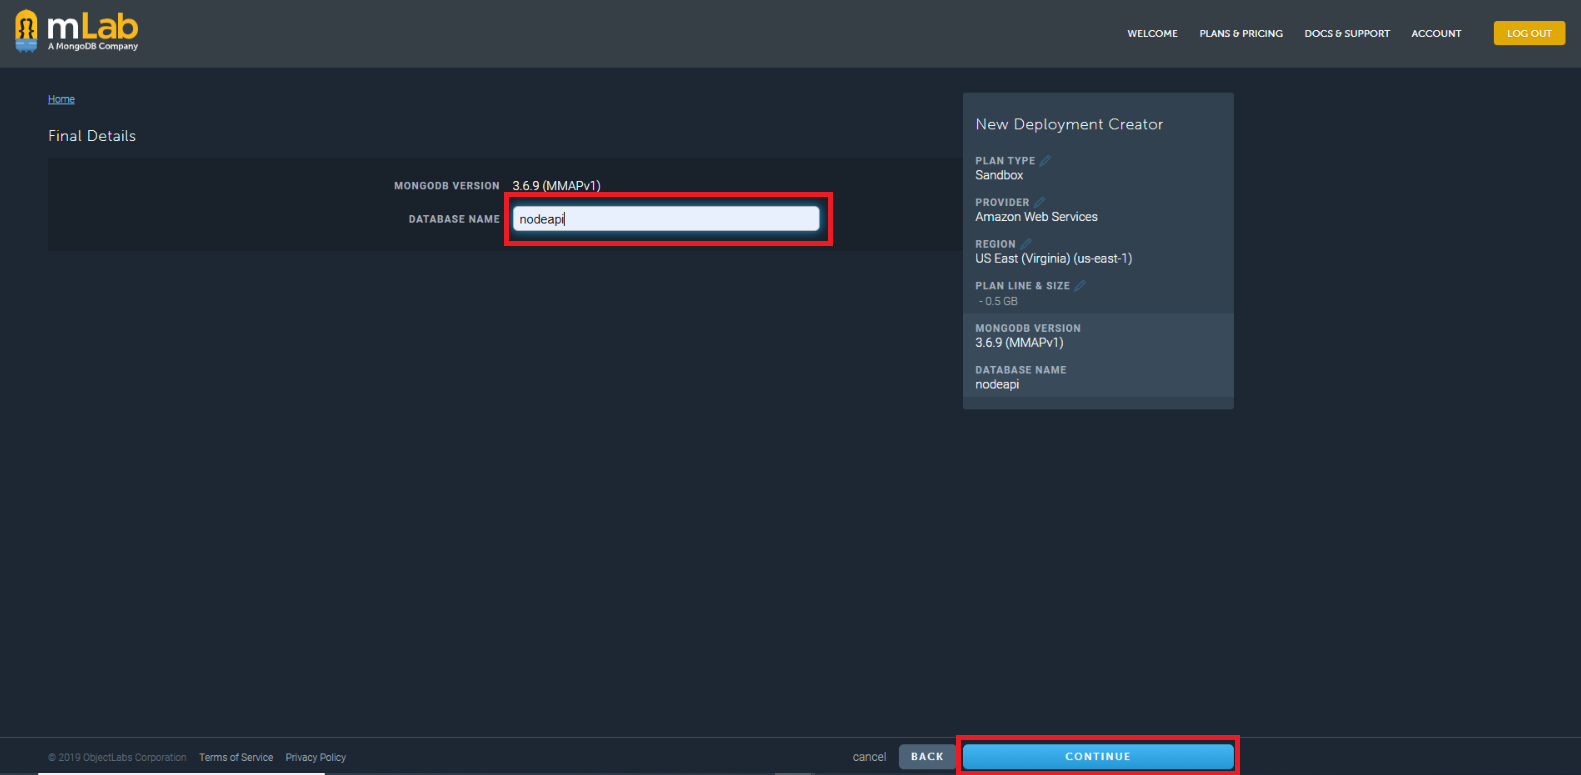 mLab
A MongoDB Company
WELCOME PLANS & PRICING DOCS & SUPPORT ACCOUNT LOG OUT
Home
Final Details
MONGODB VERSION 3.6.9 (MMAPv1)
DATABASE NAME nodeapi
New Deployment Creator
PLAN TYPE
Sandbox
PROVIDER
Amazon Web Services
REGION
US East (Virginia) (us-east-1)
PLAN LINE & SIZE
- 0.5 GB
MONGODB VERSION
3.6.9 (MMAPv1)
DATABASE NAME
nodeapi
© 2019 ObjectLabs Corporation Terms of Service Privacy Policy cancel BACK CONTINUE